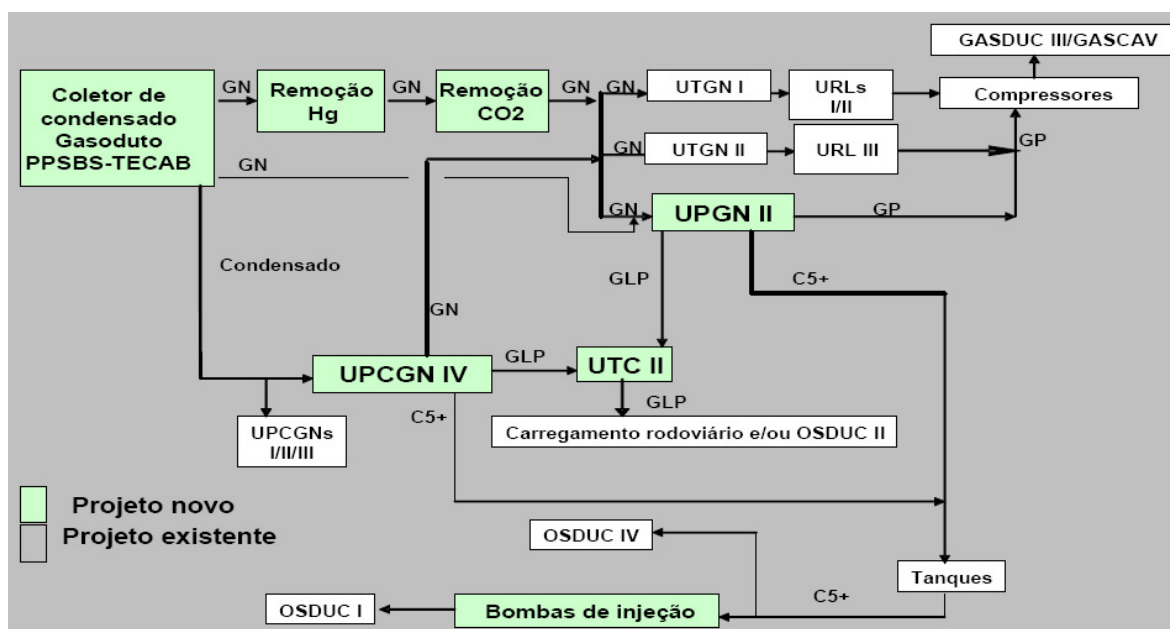 GASDUC III/GASCAV
Coletor de
condensado
Gasoduto
PPSBS-TECAB
GN
Remoção
Hg
GN
Remoção
CO2
GN
GN
UTGN I
URLs
I/II
Compressores
GN
UTGN II
URL III
GP
GN
GN
UPGN II
GP
Condensado
GLP
C5+
GN
UPCGN IV
GLP
UTC II
C5+
GLP
UPCGNs
I/II/III
Carregamento rodoviário e/ou OSDUC II
Projeto novo
Projeto existente
OSDUC IV
Tanques
OSDUC I
Bombas de injeção
C5+